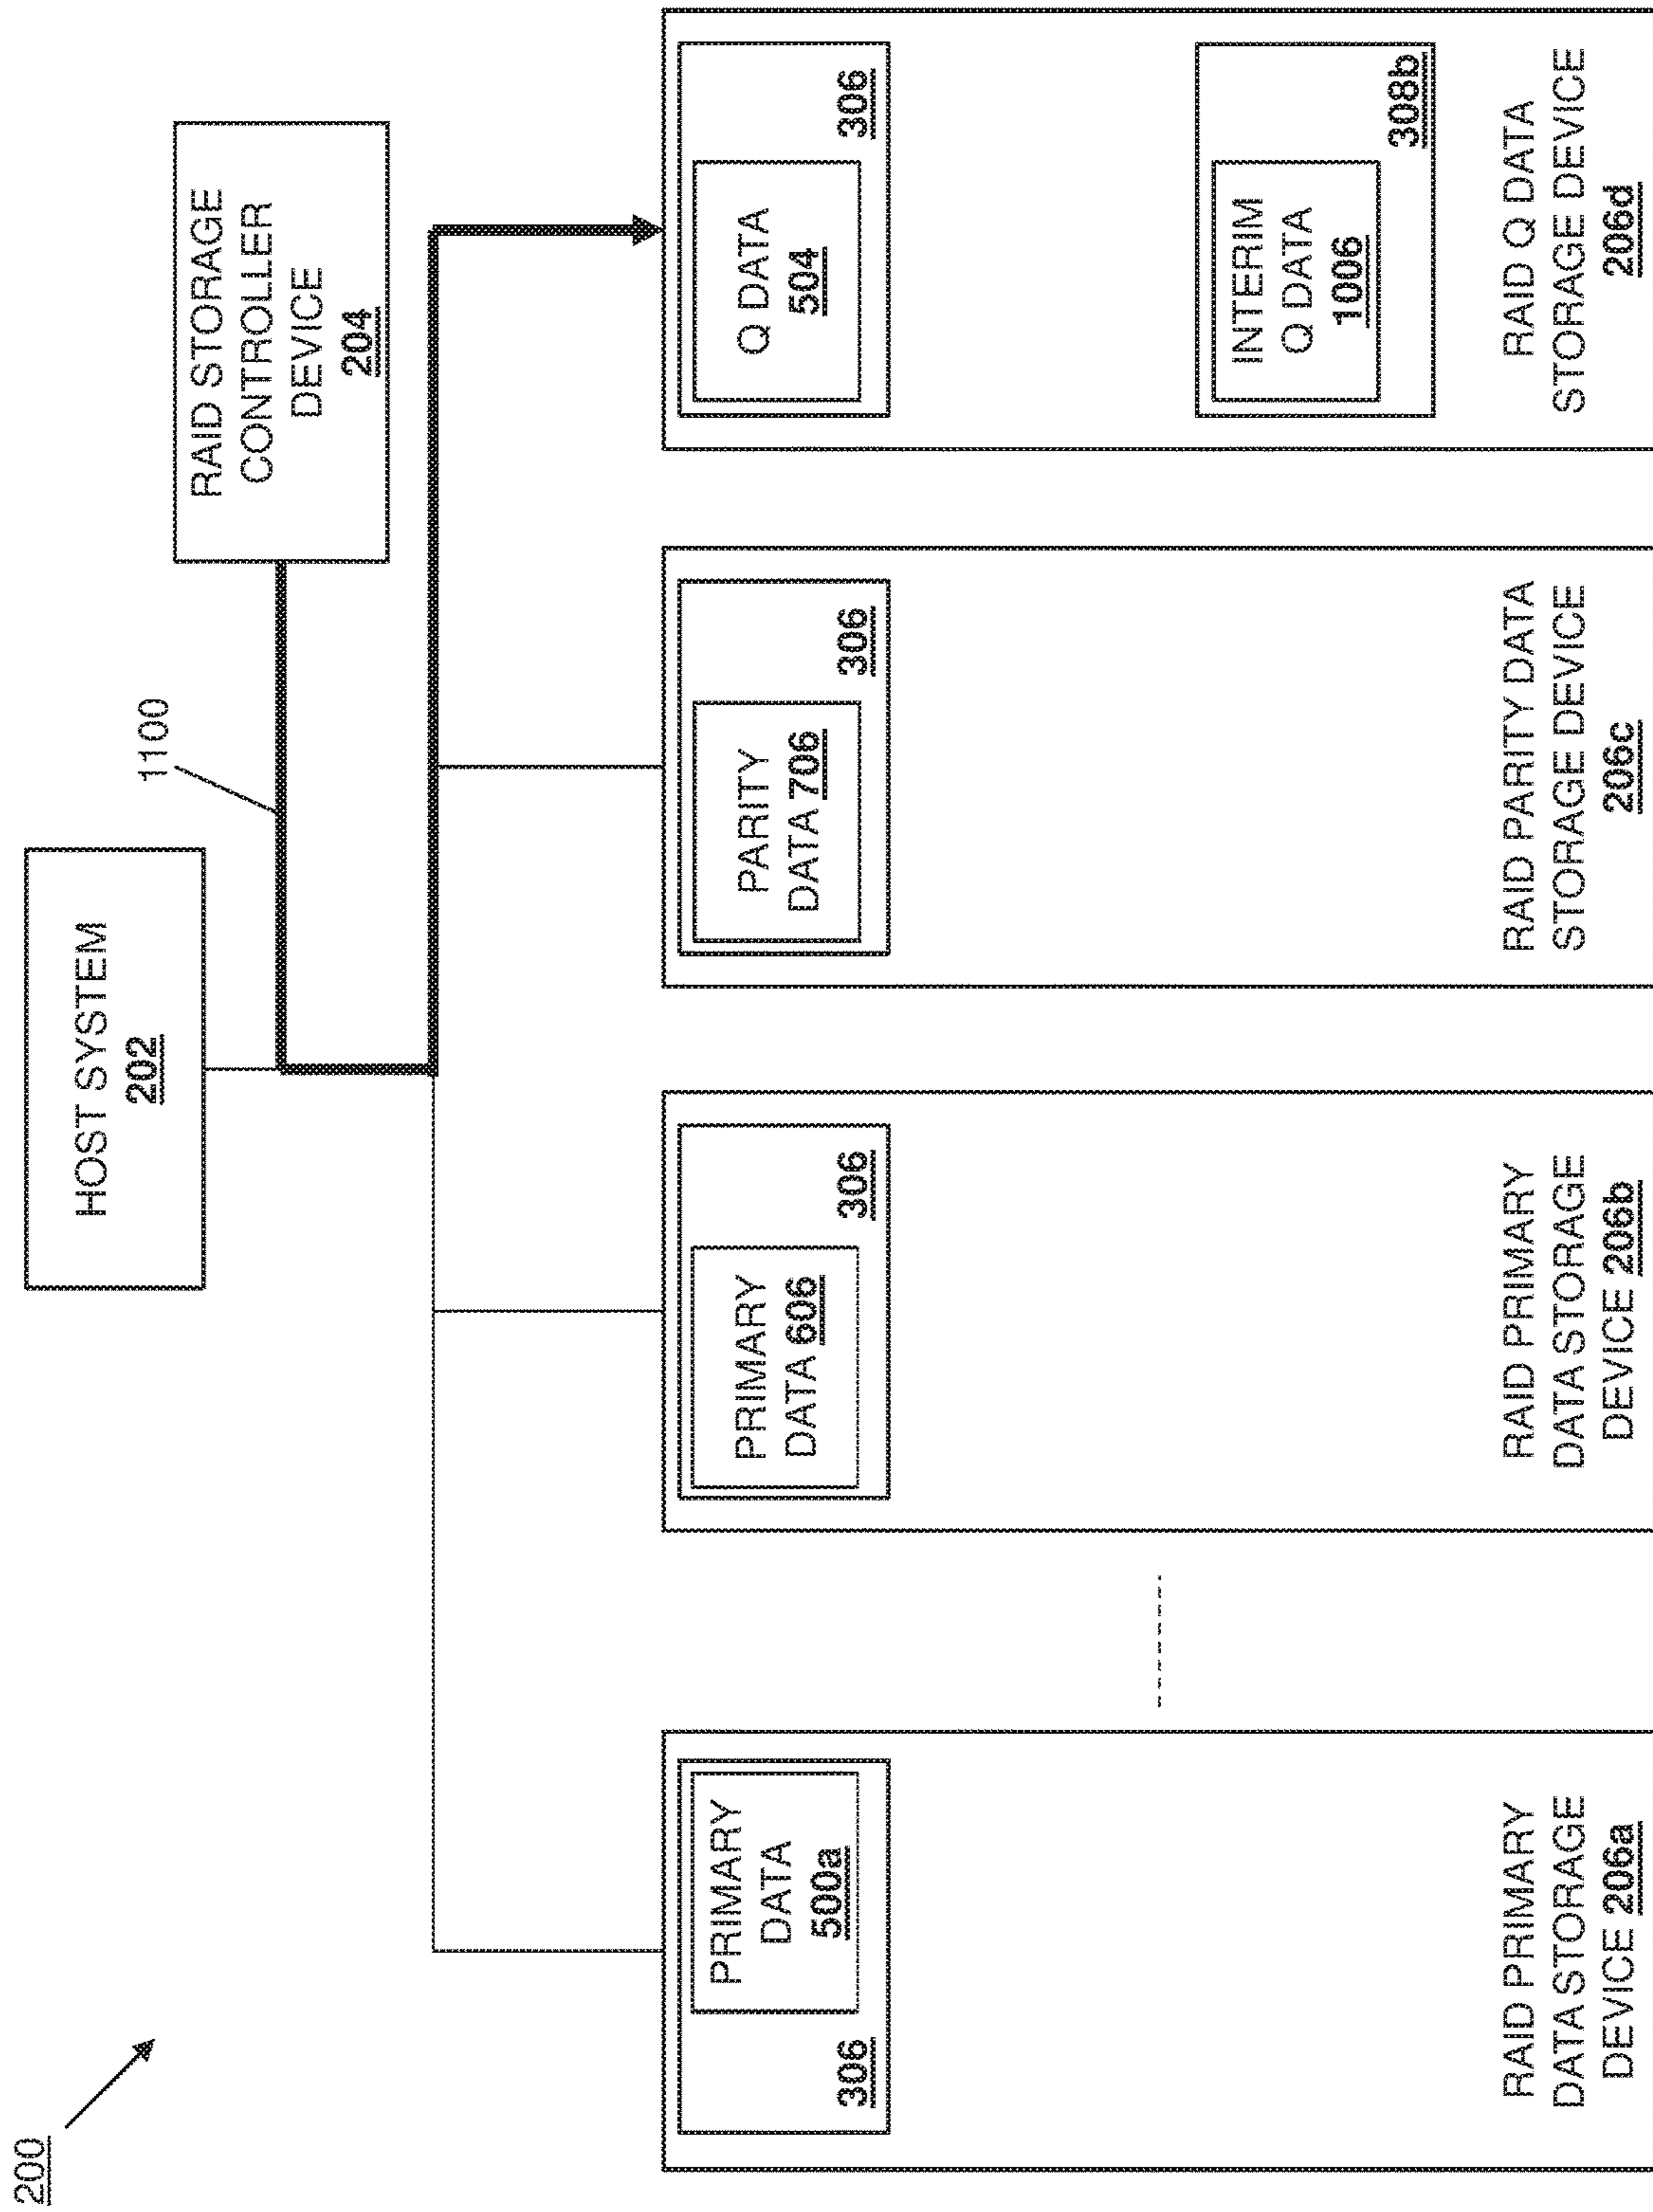 200
HOST SYSTEM
202
1100
RAID STORAGE
CONTROLLER
DEVICE
204
PRIMARY
DATA
500a
306
RAID PRIMARY
DATA STORAGE
DEVICE 206a
PRIMARY
DATA 606
306
RAID PRIMARY
DATA STORAGE
DEVICE 206b
PARITY
DATA 706
306
RAID PARITY DATA
STORAGE DEVICE
206c
Q DATA
504
306
INTERIM
Q DATA
1006
308b
RAID Q DATA
STORAGE DEVICE
206d